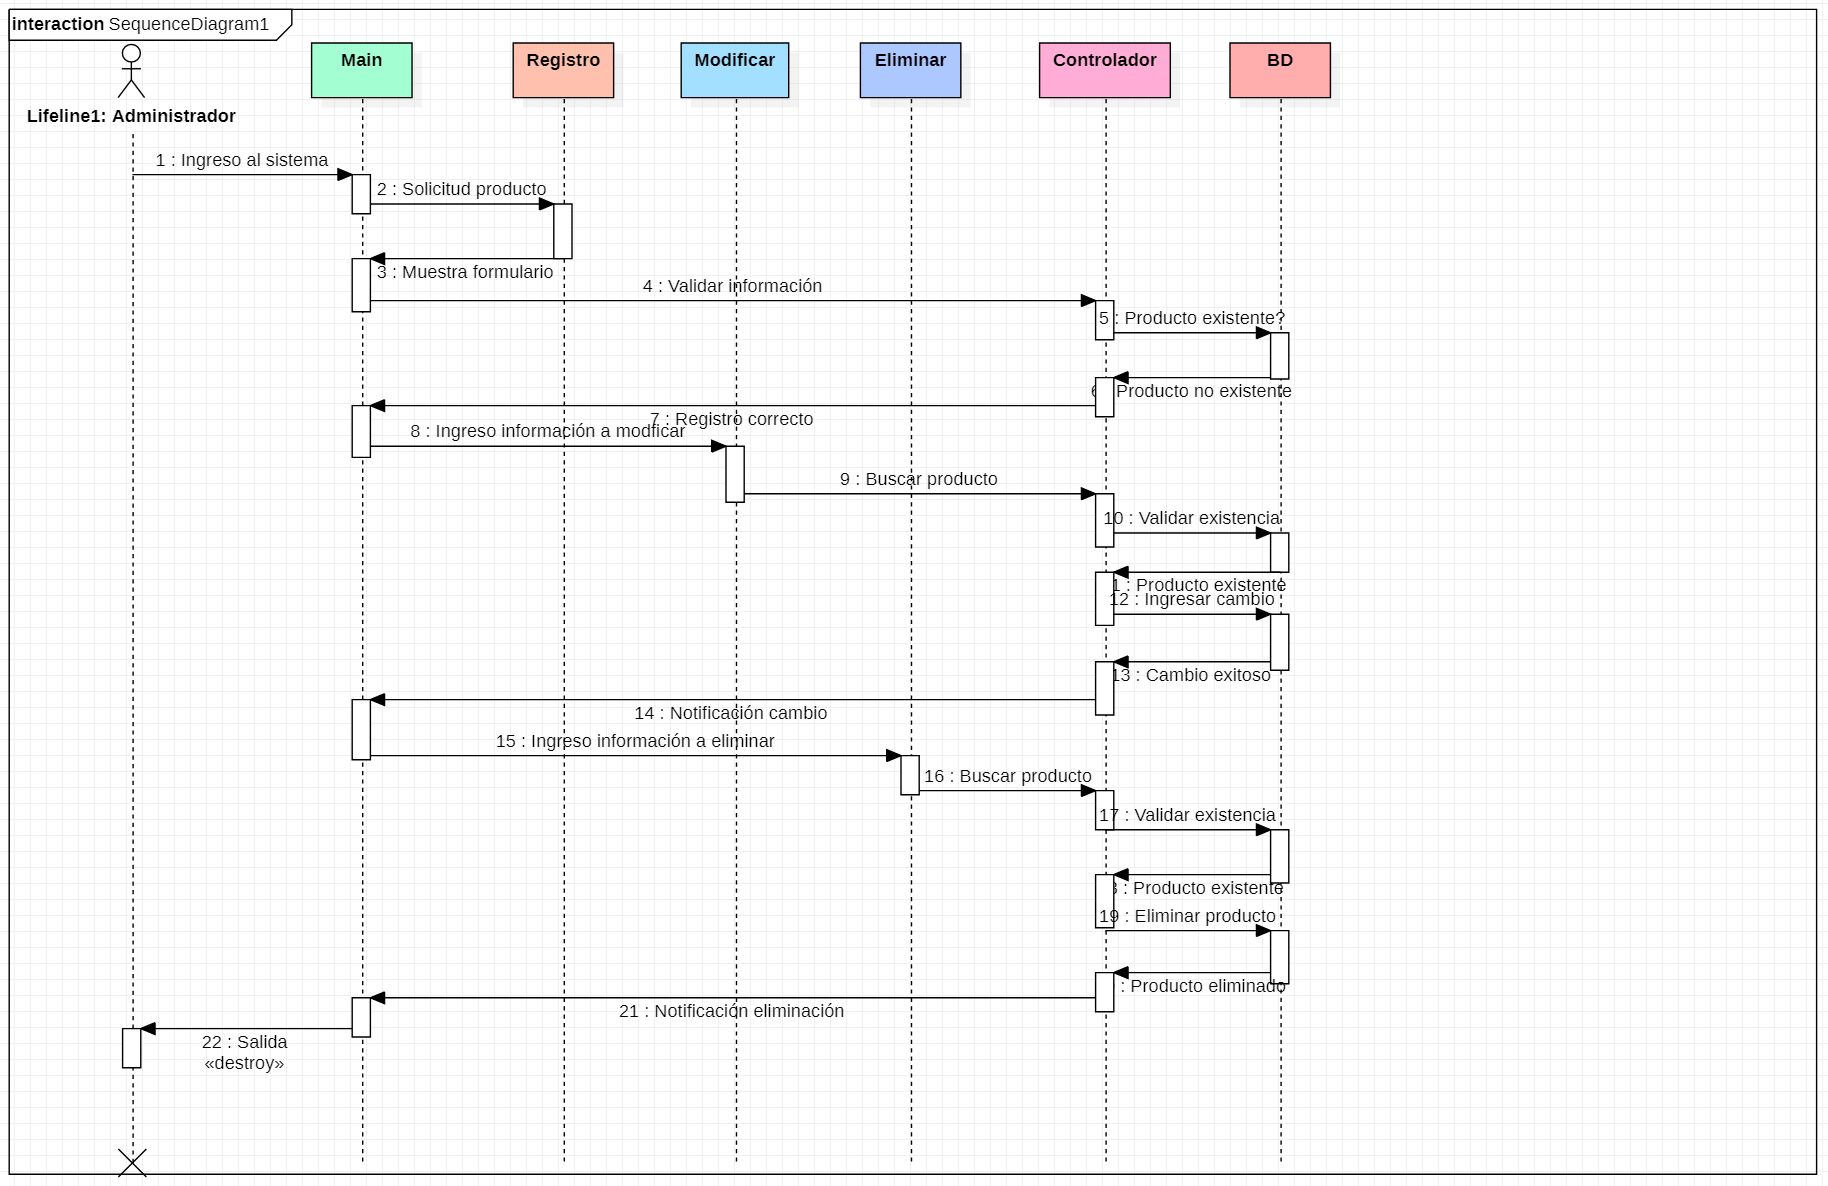 interaction SequenceDiagram1
Main
Registro
Modificar
Eliminar
Controlador
BD
Lifeline1: Administrador
1 : Ingreso al sistema
2 : Solicitud producto
3 : Muestra formulario
4 : Validar información
5 : Producto existente?
6 : Producto no existente
7 : Registro correcto
8 : Ingreso información a modficar
9 : Buscar producto
10 : Validar existencia
1 : Producto existente
12 : Ingresar cambio
13 : Cambio exitoso
14 : Notificación cambio
15 : Ingreso información a eliminar
16 : Buscar producto
17 : Validar existencia
: Producto existente
19 : Eliminar producto
: Producto eliminado
21 : Notificación eliminación
22 : Salida
«destroy»